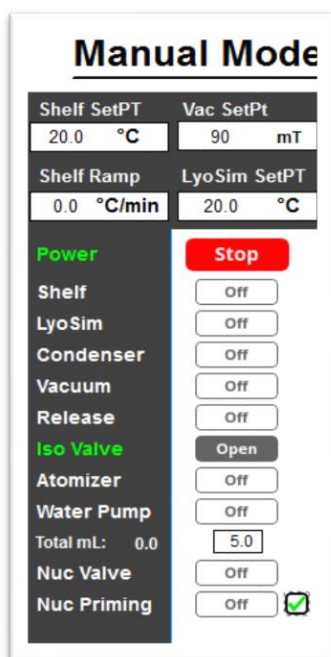 Manual Mode
Shelf SetPT Vac SetPt
20.0 °C 90 mT
Shelf Ramp LyoSim SetPT
0.0 °C/min 20.0 °C
Power Stop
Shelf Off
LyoSim Off
Condenser Off
Vacuum Off
Release Off
Iso Valve Open
Atomizer Off
Water Pump Off
Total mL: 0.0 5.0
Nuc Valve Off
Nuc Priming Off